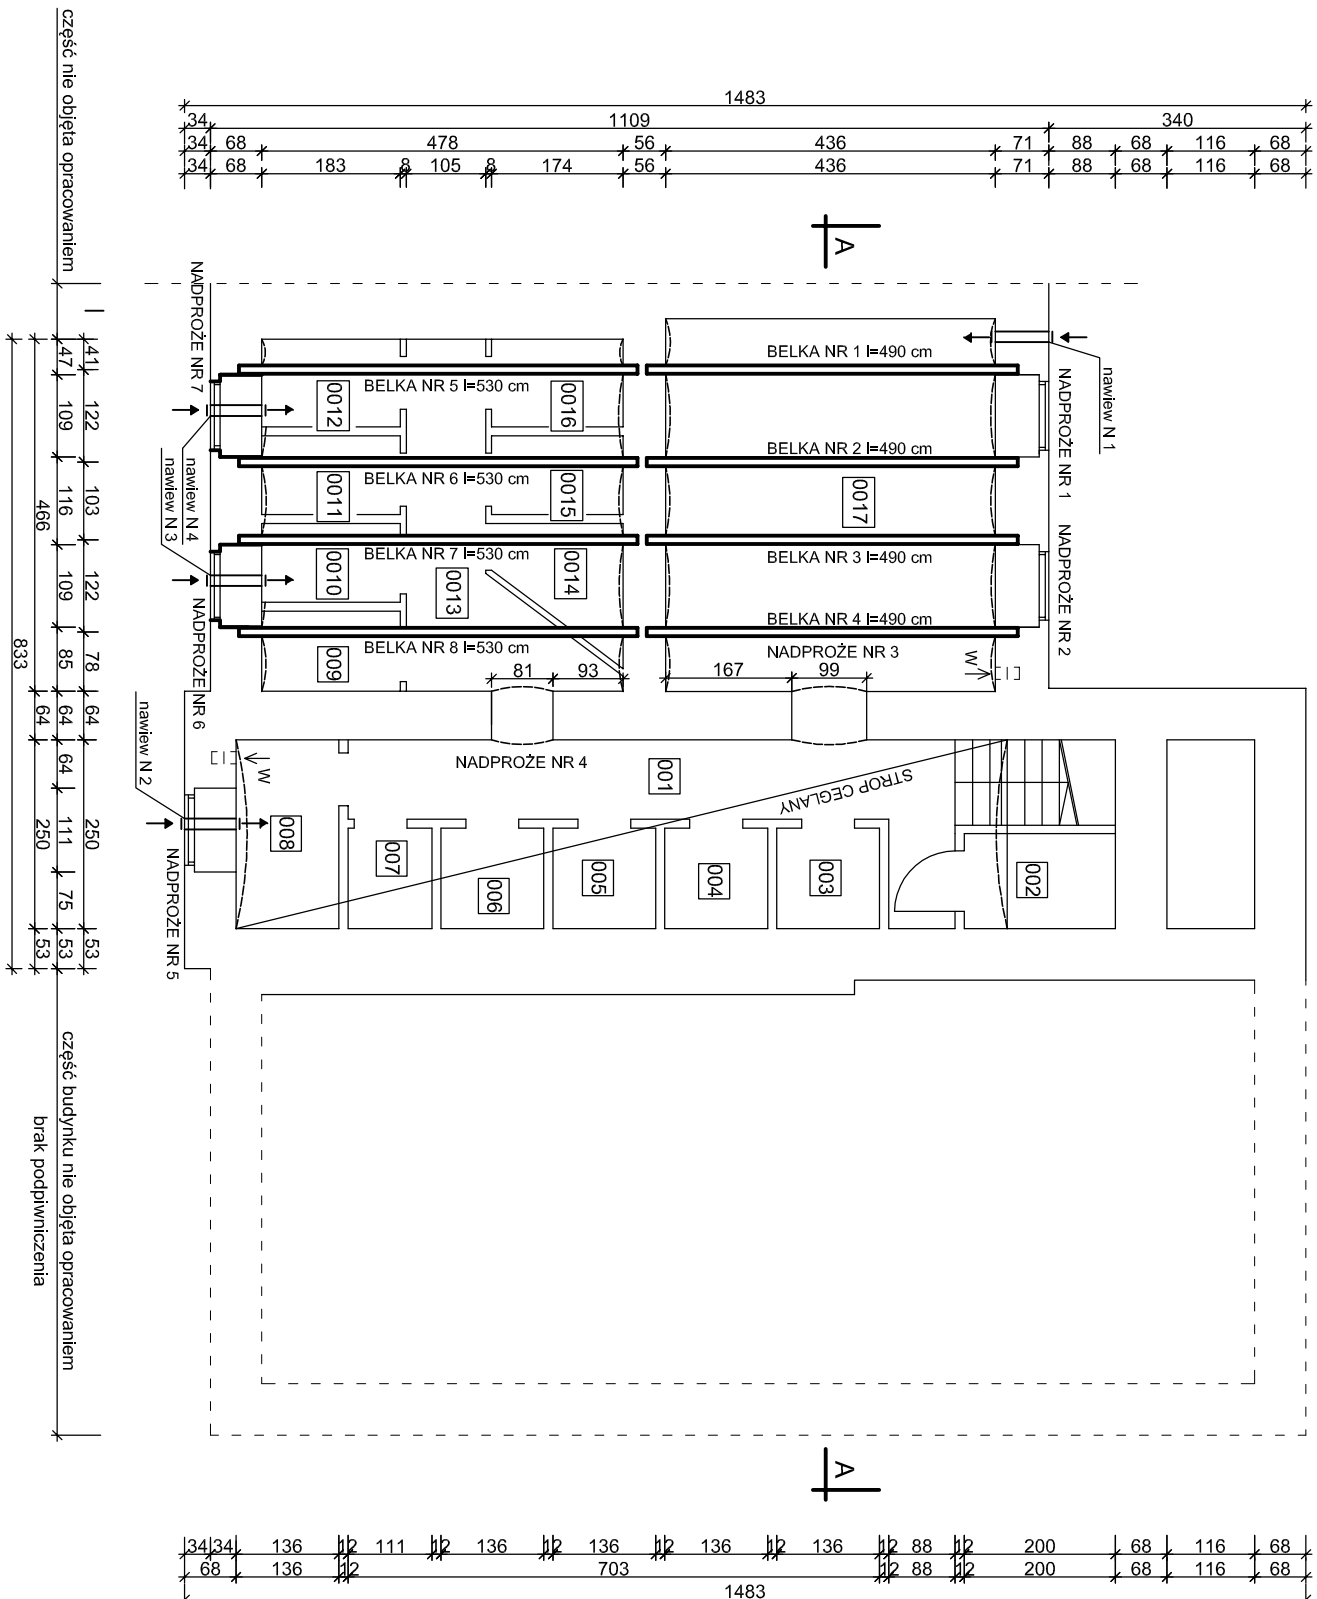 1483
34 1109 340
34 68 478 56 436 71 88 68 116 68
34 68 183 8 105 8 174 56 436 71 88 68 116 68
część nie objęta opracowaniem
A
NADPROŻE NR 7
BELKA NR 1 l=490 cm
nawiew N 1
NADPROŻE NR 1
BELKA NR 5 l=530 cm
0012
0016
BELKA NR 2 l=490 cm
nawiew N 4
nawiew N 3
BELKA NR 6 l=530 cm
0011
0015
0017
NADPROŻE NR 2
BELKA NR 7 l=530 cm
BELKA NR 3 l=490 cm
0010
0013
0014
NADPROŻE NR 6
BELKA NR 4 l=490 cm
BELKA NR 8 l=530 cm
009
NADPROŻE NR 3
W
81 93
167 99
nawiew N 2
W
NADPROŻE NR 4
001
STROP CEGLANY
008
007
006
005
004
003
002
NADPROŻE NR 5
41 122 103 122 78 64 250 53
47 109 116 109 85 64 64 111 75 53
466 64 250 53
833
część budynku nie objęta opracowaniem
brak podpiwniczenia
A
34 34 136 12 111 12 136 12 136 12 136 12 136 12 88 12 200 68 116 68
68 136 12 703 12 88 12 200 68 116 68
1483